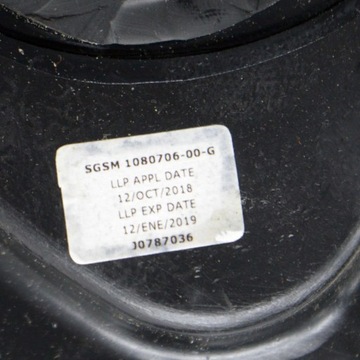 SGSM 1080706-00-G
LLP APPL DATE
12/OCT/2018
LLP EXP DATE
12/ENE/2019
J0787036